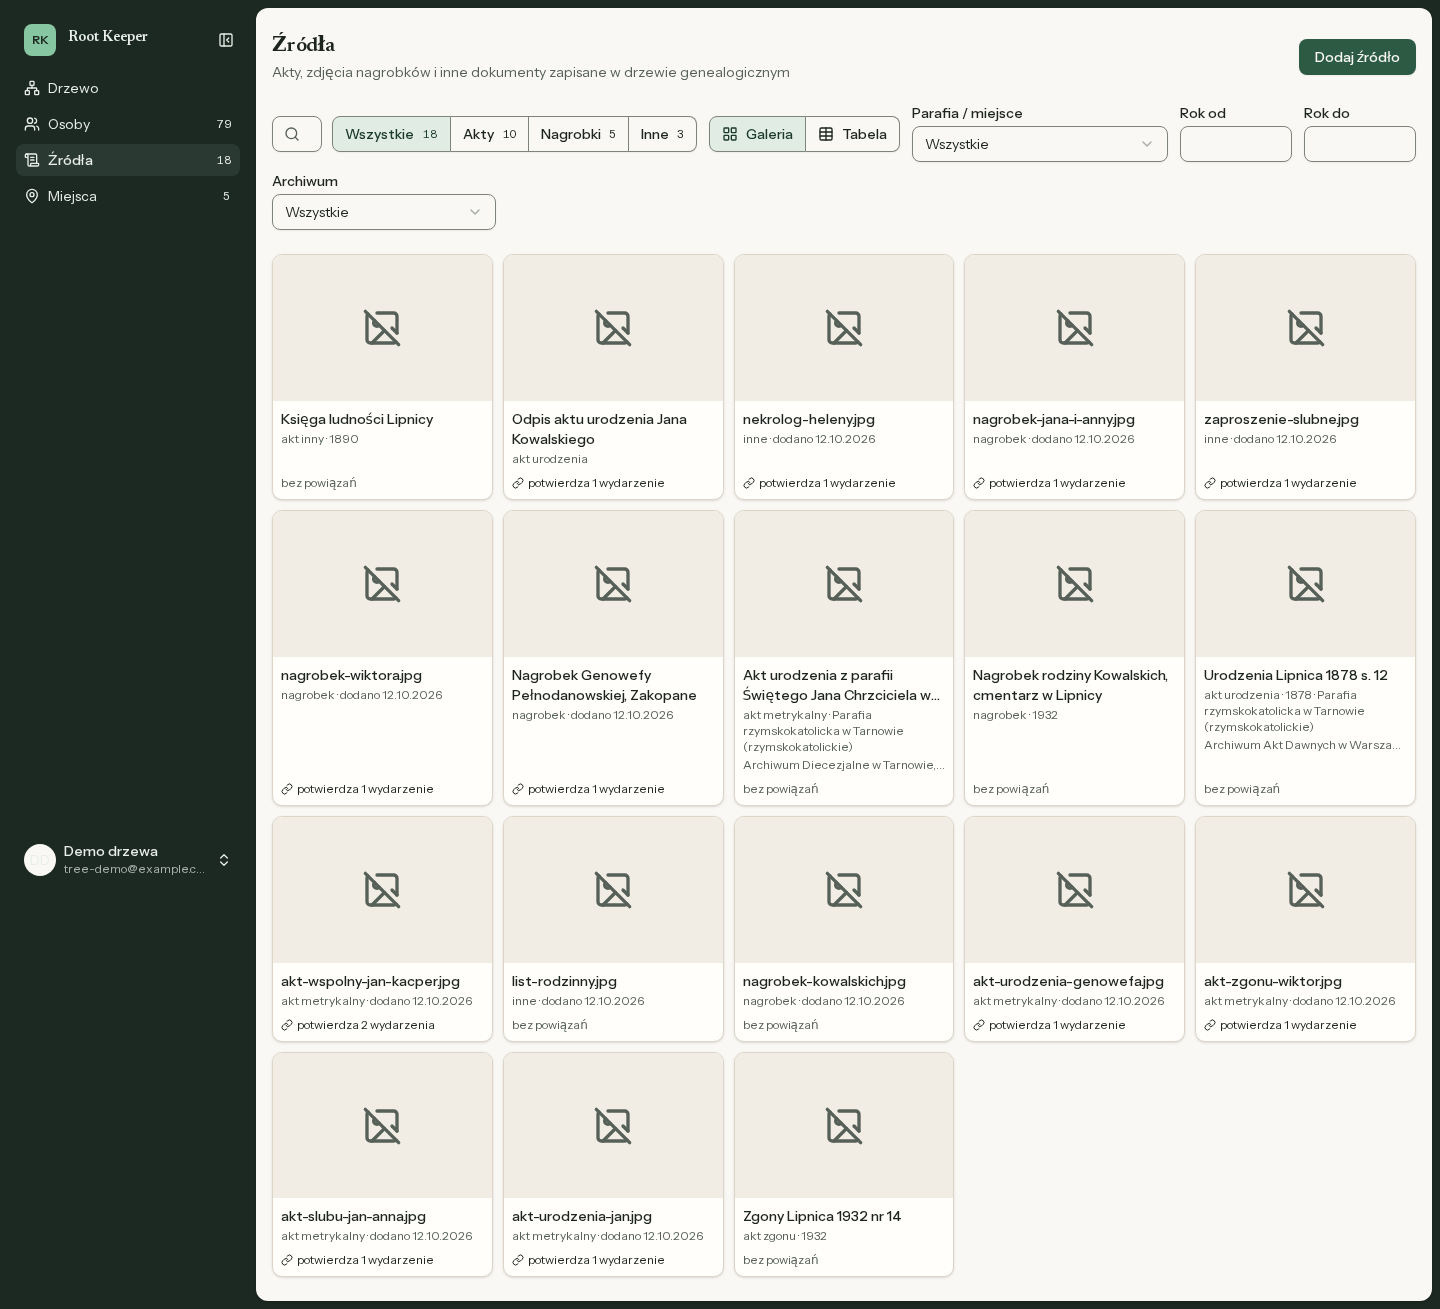 RK
Root Keeper
Drzewo
Osoby 79
Źródła 18
Miejsca 5
Demo drzewa
tree-demo@example.c...
Źródła
Akty, zdjęcia nagrobków i inne dokumenty zapisane w drzewie genealogicznym
Dodaj źródło
Wszystkie 18
Akty 10
Nagrobki 5
Inne 3
Galeria
Tabela
Parafia / miejsce
Wszystkie
Rok od
Rok do
Archiwum
Wszystkie
Księga ludności Lipnicy
akt inny · 1890
bez powiązań
Odpis aktu urodzenia Jana
Kowalskiego
akt urodzenia
potwierdza 1 wydarzenie
nekrolog-heleny.jpg
inne · dodano 12.10.2026
potwierdza 1 wydarzenie
nagrobek-jana-i-anny.jpg
nagrobek · dodano 12.10.2026
potwierdza 1 wydarzenie
zaproszenie-slubne.jpg
inne · dodano 12.10.2026
potwierdza 1 wydarzenie
nagrobek-wiktora.jpg
nagrobek · dodano 12.10.2026
potwierdza 1 wydarzenie
Nagrobek Genowefy
Pełnodanowskiej, Zakopane
nagrobek · dodano 12.10.2026
potwierdza 1 wydarzenie
Akt urodzenia z parafii
Świętego Jana Chrzciciela w...
akt metrykalny · Parafia
rzymskokatolicka w Tarnowie
(rzymskokatolickie)
Archiwum Diecezjalne w Tarnowie,...
bez powiązań
Nagrobek rodziny Kowalskich,
cmentarz w Lipnicy
nagrobek · 1932
bez powiązań
Urodzenia Lipnica 1878 s. 12
akt urodzenia · 1878 · Parafia
rzymskokatolicka w Tarnowie
(rzymskokatolickie)
Archiwum Akt Dawnych w Warsza...
bez powiązań
akt-wspolny-jan-kacper.jpg
akt metrykalny · dodano 12.10.2026
potwierdza 2 wydarzenia
list-rodzinny.jpg
inne · dodano 12.10.2026
bez powiązań
nagrobek-kowalskich.jpg
nagrobek · dodano 12.10.2026
bez powiązań
akt-urodzenia-genowefa.jpg
akt metrykalny · dodano 12.10.2026
potwierdza 1 wydarzenie
akt-zgonu-wiktor.jpg
akt metrykalny · dodano 12.10.2026
potwierdza 1 wydarzenie
akt-slubu-jan-anna.jpg
akt metrykalny · dodano 12.10.2026
potwierdza 1 wydarzenie
akt-urodzenia-jan.jpg
akt metrykalny · dodano 12.10.2026
potwierdza 1 wydarzenie
Zgony Lipnica 1932 nr 14
akt zgonu · 1932
bez powiązań